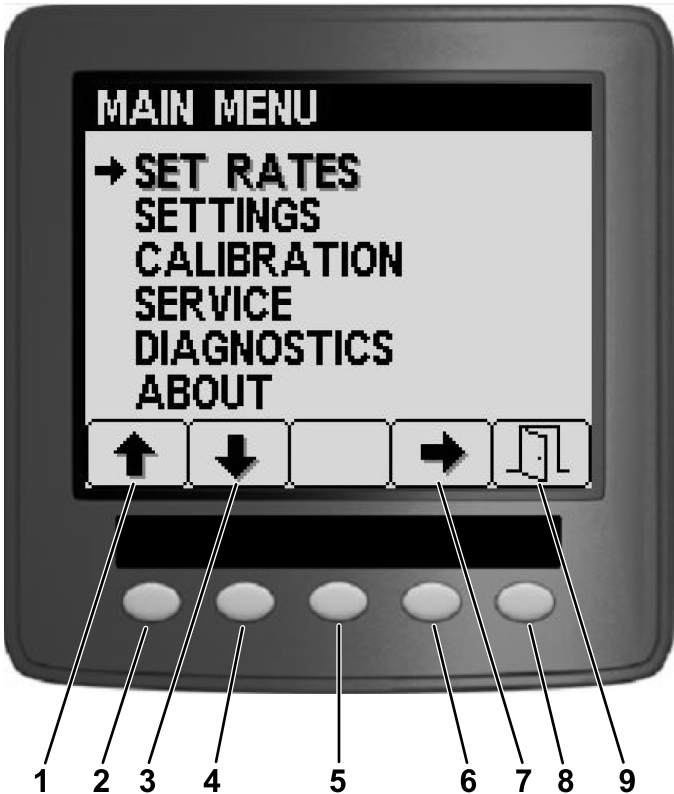 MAIN MENU
SET RATES
SETTINGS
CALIBRATION
SERVICE
DIAGNOSTICS
ABOUT
1 2 3 4 5 6 7 8 9